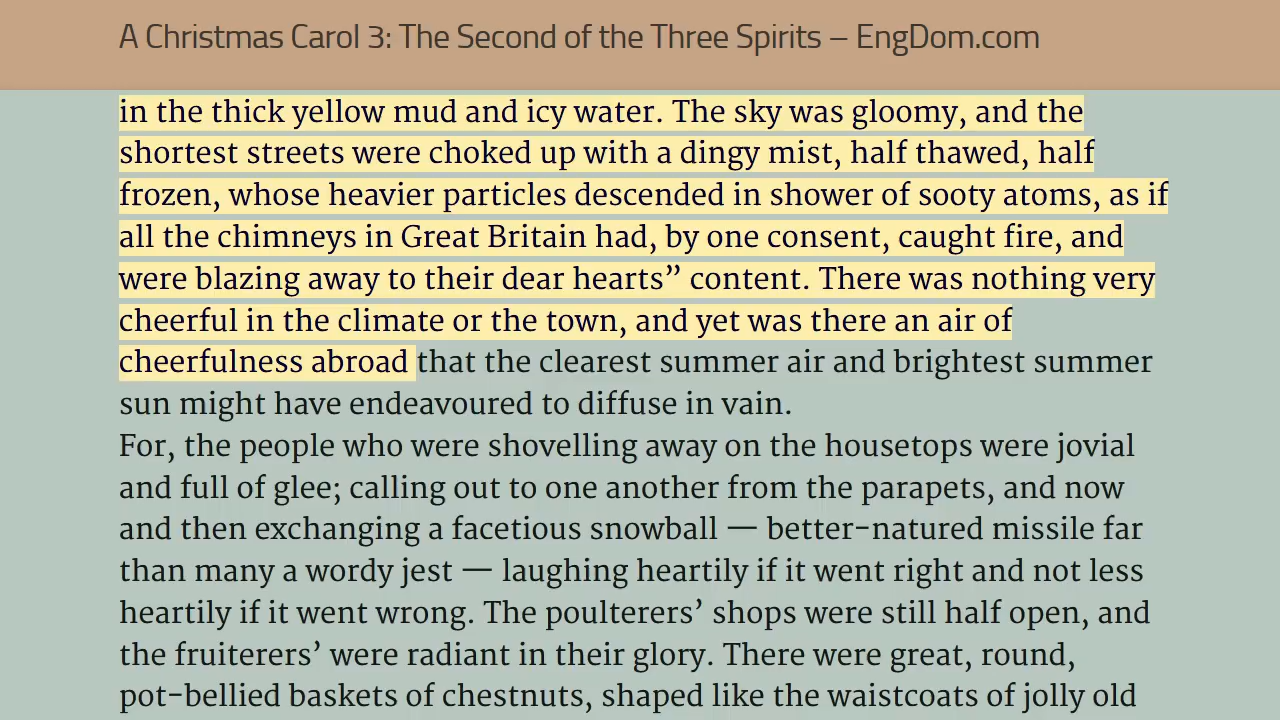 A Christmas Carol 3: The Second of the Three Spirits – EngDom.com
in the thick yellow mud and icy water. The sky was gloomy, and the
shortest streets were choked up with a dingy mist, half thawed, half
frozen, whose heavier particles descended in shower of sooty atoms, as if
all the chimneys in Great Britain had, by one consent, caught fire, and
were blazing away to their dear hearts” content. There was nothing very
cheerful in the climate or the town, and yet was there an air of
cheerfulness abroad that the clearest summer air and brightest summer
sun might have endeavoured to diffuse in vain.
For, the people who were shovelling away on the housetops were jovial
and full of glee; calling out to one another from the parapets, and now
and then exchanging a facetious snowball — better-natured missile far
than many a wordy jest — laughing heartily if it went right and not less
heartily if it went wrong. The poulterers’ shops were still half open, and
the fruiterers’ were radiant in their glory. There were great, round,
pot-bellied baskets of chestnuts, shaped like the waistcoats of jolly old